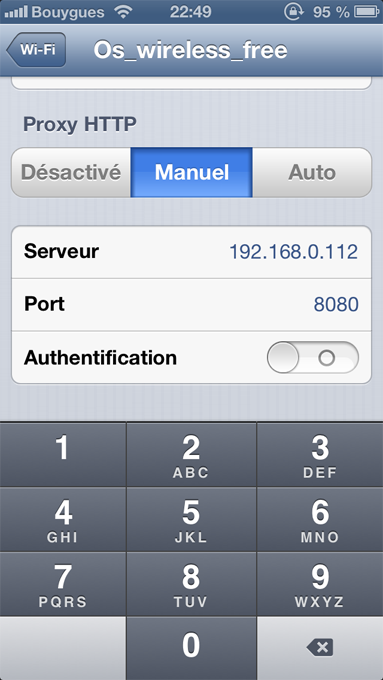 Bouygues 22:49 95 %
Wi-Fi Os_wireless_free
Proxy HTTP
Désactivé Manuel Auto
Serveur 192.168.0.112
Port 8080
Authentification
1 2 3
ABC DEF
4 5 6
GHI JKL MNO
7 8 9
PQRS TUV WXYZ
0